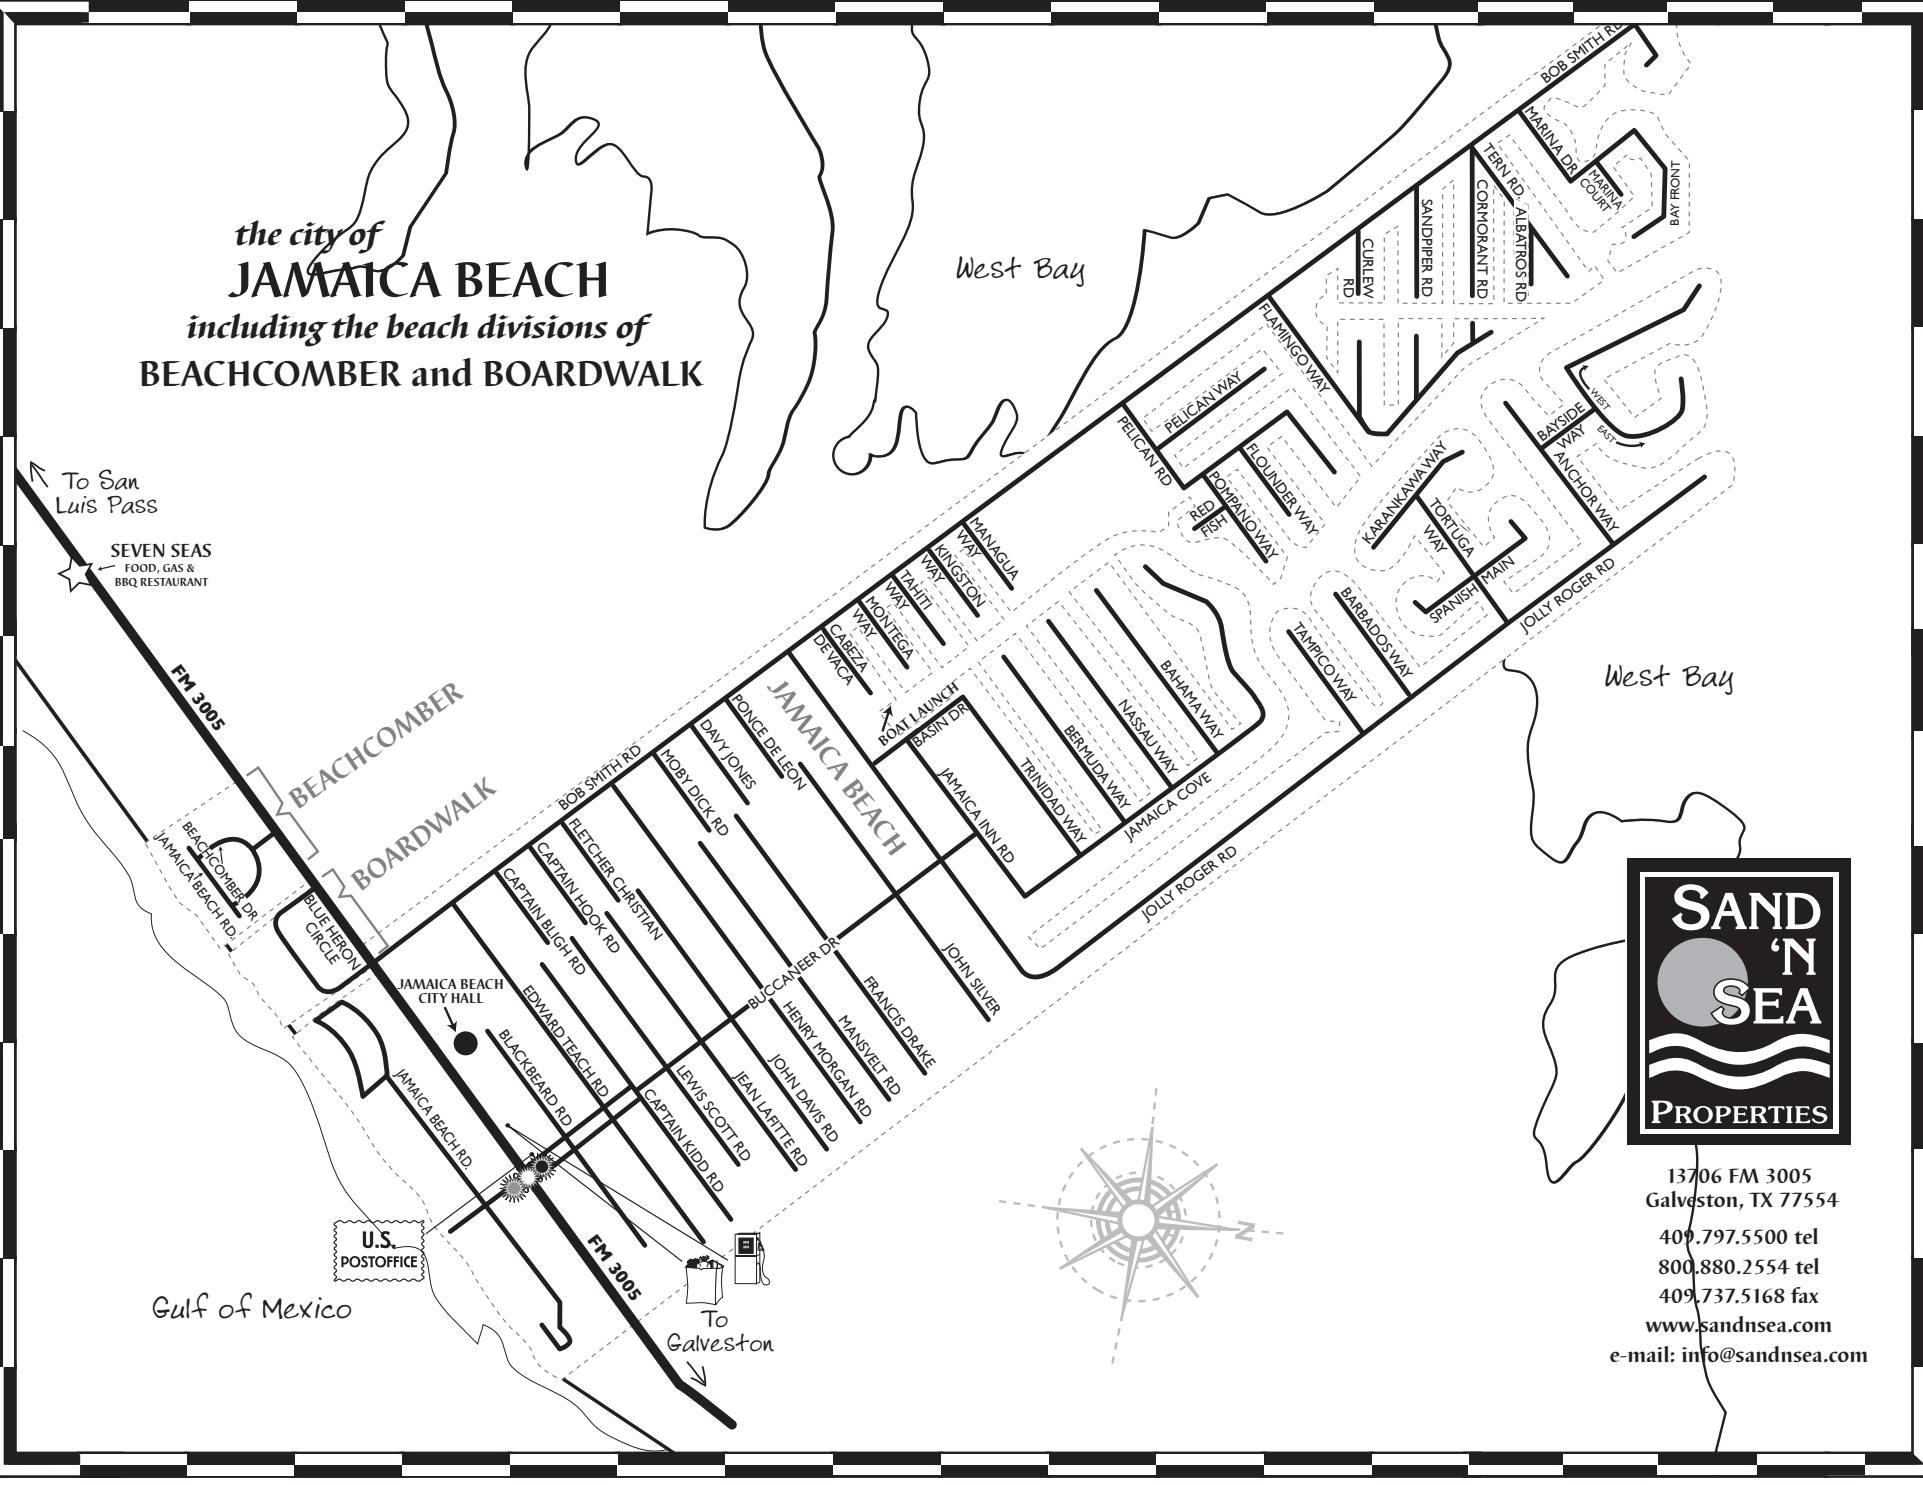 the city of
JAMAICA BEACH
including the beach divisions of
BEACHCOMBER and BOARDWALK
West Bay
BOB SMITH RD
MARINA DR
MARINA
COURT
BAY FRONT
TERN RD.
ALBATROS RD
CORMORANT RD
SANDPIPER RD
CURLEW
RD
FLAMINGO WAY
PELICAN WAY
PELICAN RD
FLOUNDER WAY
POMPANO WAY
RED
FISH
WEST
EAST
BAYSIDE
WAY
ANCHOR WAY
KARANKAWA WAY
TORTUGA
WAY
SPANISH MAIN
JOLLY ROGER RD
BARBADOS WAY
TAMPICO WAY
West Bay
To San
Luis Pass
SEVEN SEAS
FOOD, GAS &
BBQ RESTAURANT
FM 3005
BEACHCOMBER
BOARDWALK
MANAGUA
WAY
KINGSTON
WAY
TAHITI
WAY
MONTEGA
WAY
CABEZA
DE VACA
BOAT LAUNCH
BASIN DR
JAMAICA BEACH
BAHAMA WAY
NASSAU WAY
BERMUDA WAY
TRINIDAD WAY
JAMAICA INN RD
JAMAICA COVE
JOLLY ROGER RD
BOB SMITH RD
PONCE DE LEON
DAVY JONES
MOBY DICK RD
FLETCHER CHRISTIAN
CAPTAIN HOOK RD
CAPTAIN BLIGH RD
BEACHCOMBER DR.
JAMAICA BEACH RD.
BLUE HERON
CIRCLE
JAMAICA BEACH
CITY HALL
BUCCANEER DR
JOHN SILVER
FRANCIS DRAKE
MANSVELT RD
HENRY MORGAN RD
JOHN DAVIS RD
JEAN LAFITTE RD
LEWIS SCOTT RD
CAPTAIN KIDD RD
EDWARD TEACH RD
BLACKBEARD RD
JAMAICA BEACH RD.
U.S.
POSTOFFICE
FM 3005
Gulf of Mexico
To
Galveston
N
SAND
'N
SEA
PROPERTIES
13706 FM 3005
Galveston, TX 77554
409.797.5500 tel
800.880.2554 tel
409.737.5168 fax
www.sandnsea.com
e-mail: info@sandnsea.com